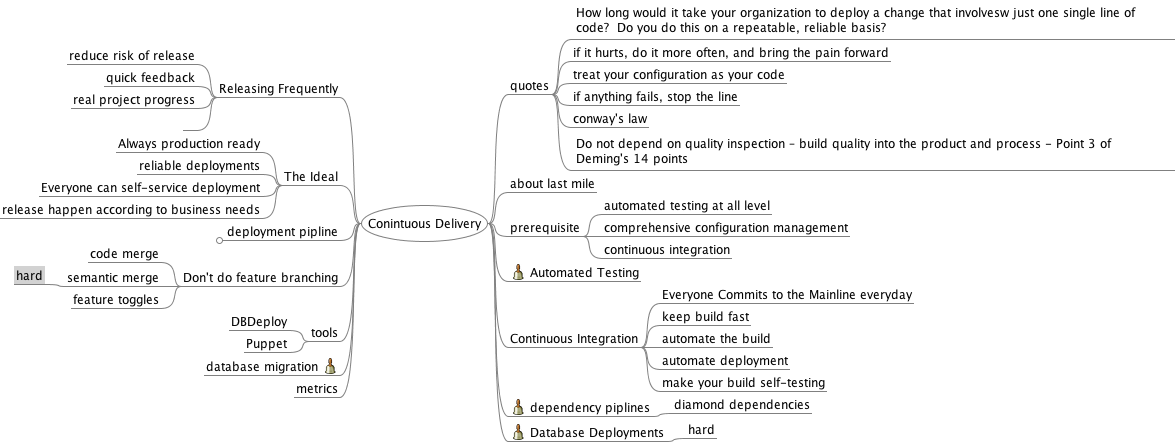 Conintuous Delivery
Releasing Frequently
reduce risk of release
quick feedback
real project progress
The Ideal
Always production ready
reliable deployments
Everyone can self-service deployment
release happen according to business needs
deployment pipline
Don't do feature branching
code merge
semantic merge
hard
feature toggles
tools
DBDeploy
Puppet
database migration
metrics
quotes
How long would it take your organization to deploy a change that involvesw just one single line of
code?  Do you do this on a repeatable, reliable basis?
if it hurts, do it more often, and bring the pain forward
treat your configuration as your code
if anything fails, stop the line
conway's law
Do not depend on quality inspection – build quality into the product and process – Point 3 of
Deming's 14 points
about last mile
prerequisite
automated testing at all level
comprehensive configuration management
continuous integration
Automated Testing
Continuous Integration
Everyone Commits to the Mainline everyday
keep build fast
automate the build
automate deployment
make your build self-testing
dependency piplines
diamond dependencies
Database Deployments
hard